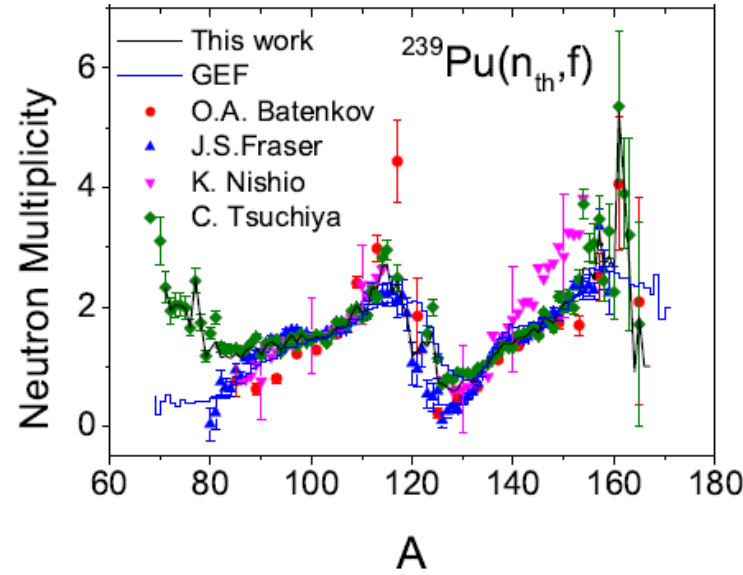 This work
GEF
O.A. Batenkov
J.S.Fraser
K. Nishio
C. Tsuchiya
²³⁹Pu(nₜₕ,f)
Neutron Multiplicity
6
4
2
0
60 80 100 120 140 160 180
A